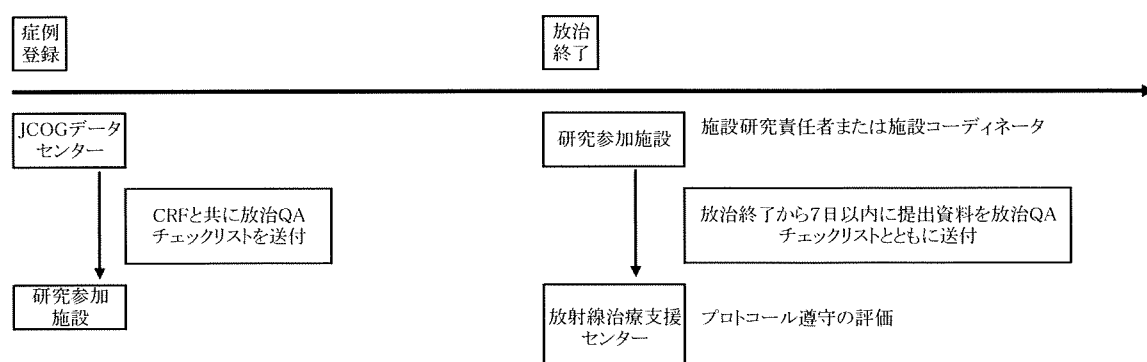 症例
登録
放治
終了
JCOGデータ
センター
研究参加施設
施設研究責任者または施設コーディネータ
CRFと共に放治QA
チェックリストを送付
放治終了から7日以内に提出資料を放治QA
チェックリストとともに送付
研究参加
施設
放射線治療支援
センター
プロトコール遵守の評価